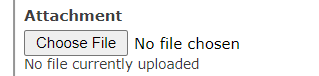 Attachment
Choose File No file chosen
No file currently uploaded